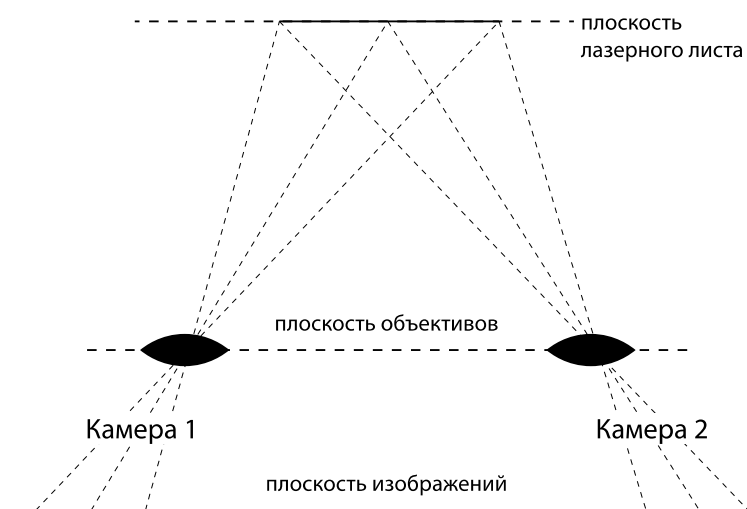 плоскость
лазерного листа
плоскость объективов
Камера 1
Камера 2
плоскость изображений